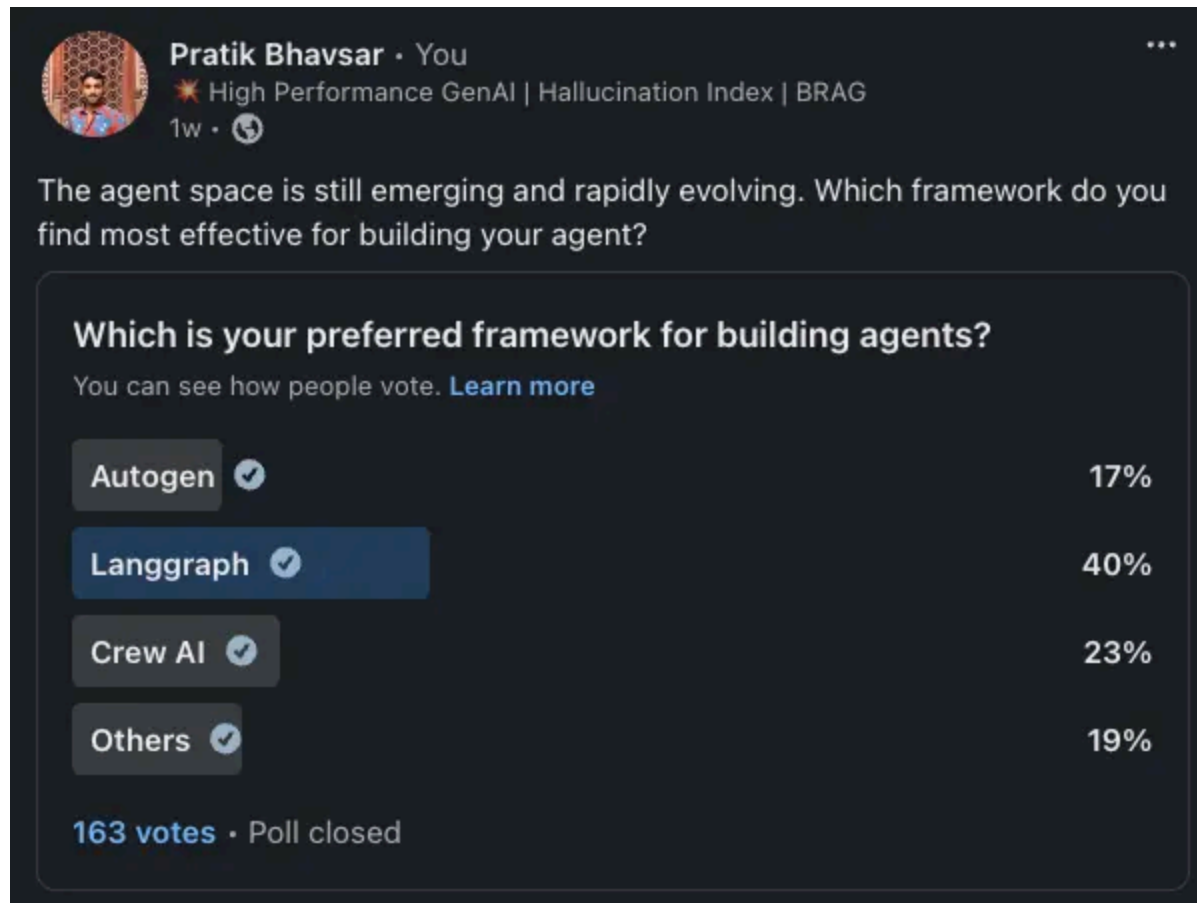 Pratik Bhavsar • You
💥 High Performance GenAI | Hallucination Index | BRAG
1w •
The agent space is still emerging and rapidly evolving. Which framework do you
find most effective for building your agent?
Which is your preferred framework for building agents?
You can see how people vote. Learn more
Autogen 17%
Langgraph 40%
Crew AI 23%
Others 19%
163 votes • Poll closed